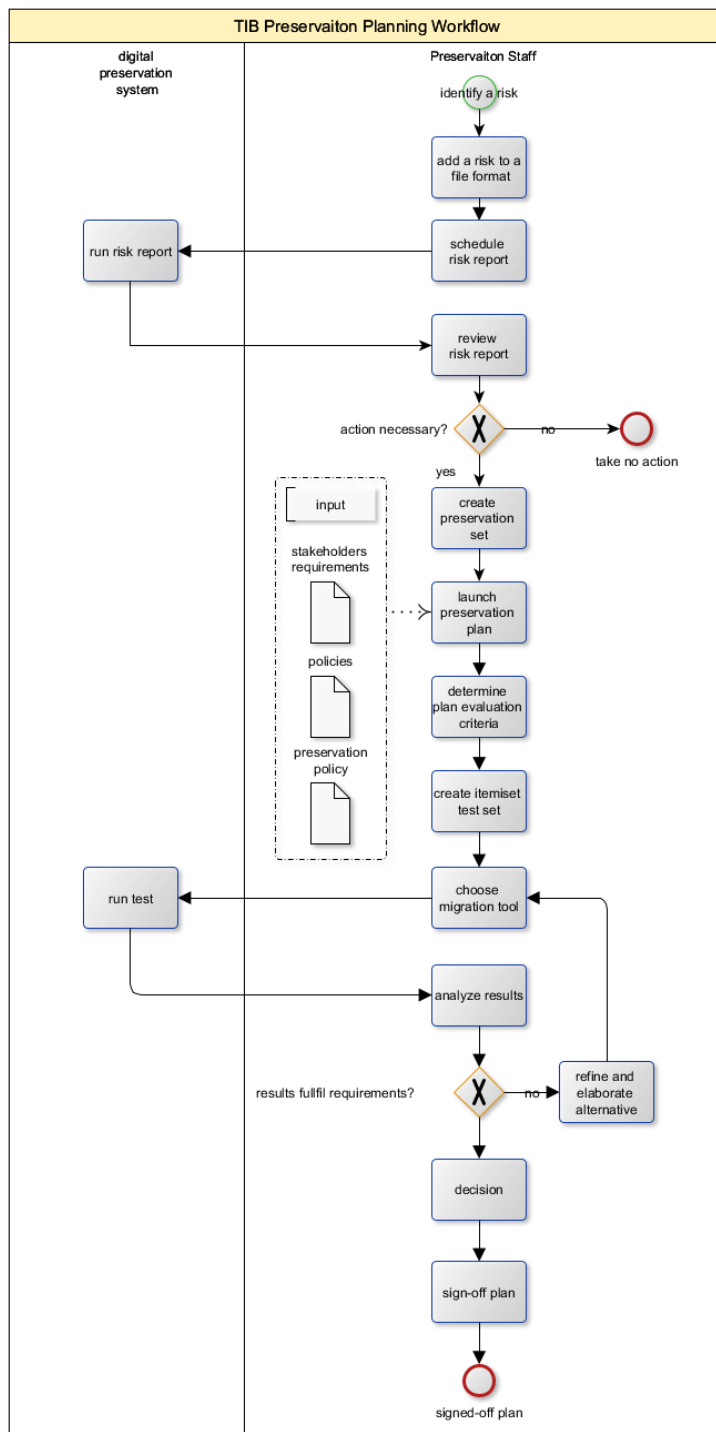 TIB Preservaiton Planning Workflow
digital
preservation
system
Preservaiton Staff
identify a risk
add a risk to a
file format
run risk report
schedule
risk report
review
risk report
action necessary?
no
take no action
yes
input
create
preservation
set
stakeholders
requirements
launch
preservation
plan
policies
determine
plan evaluation
criteria
preservation
policy
create itemiset
test set
run test
choose
migration tool
analyze results
results fullfil requirements?
no
refine and
elaborate
alternative
decision
sign-off plan
signed-off plan